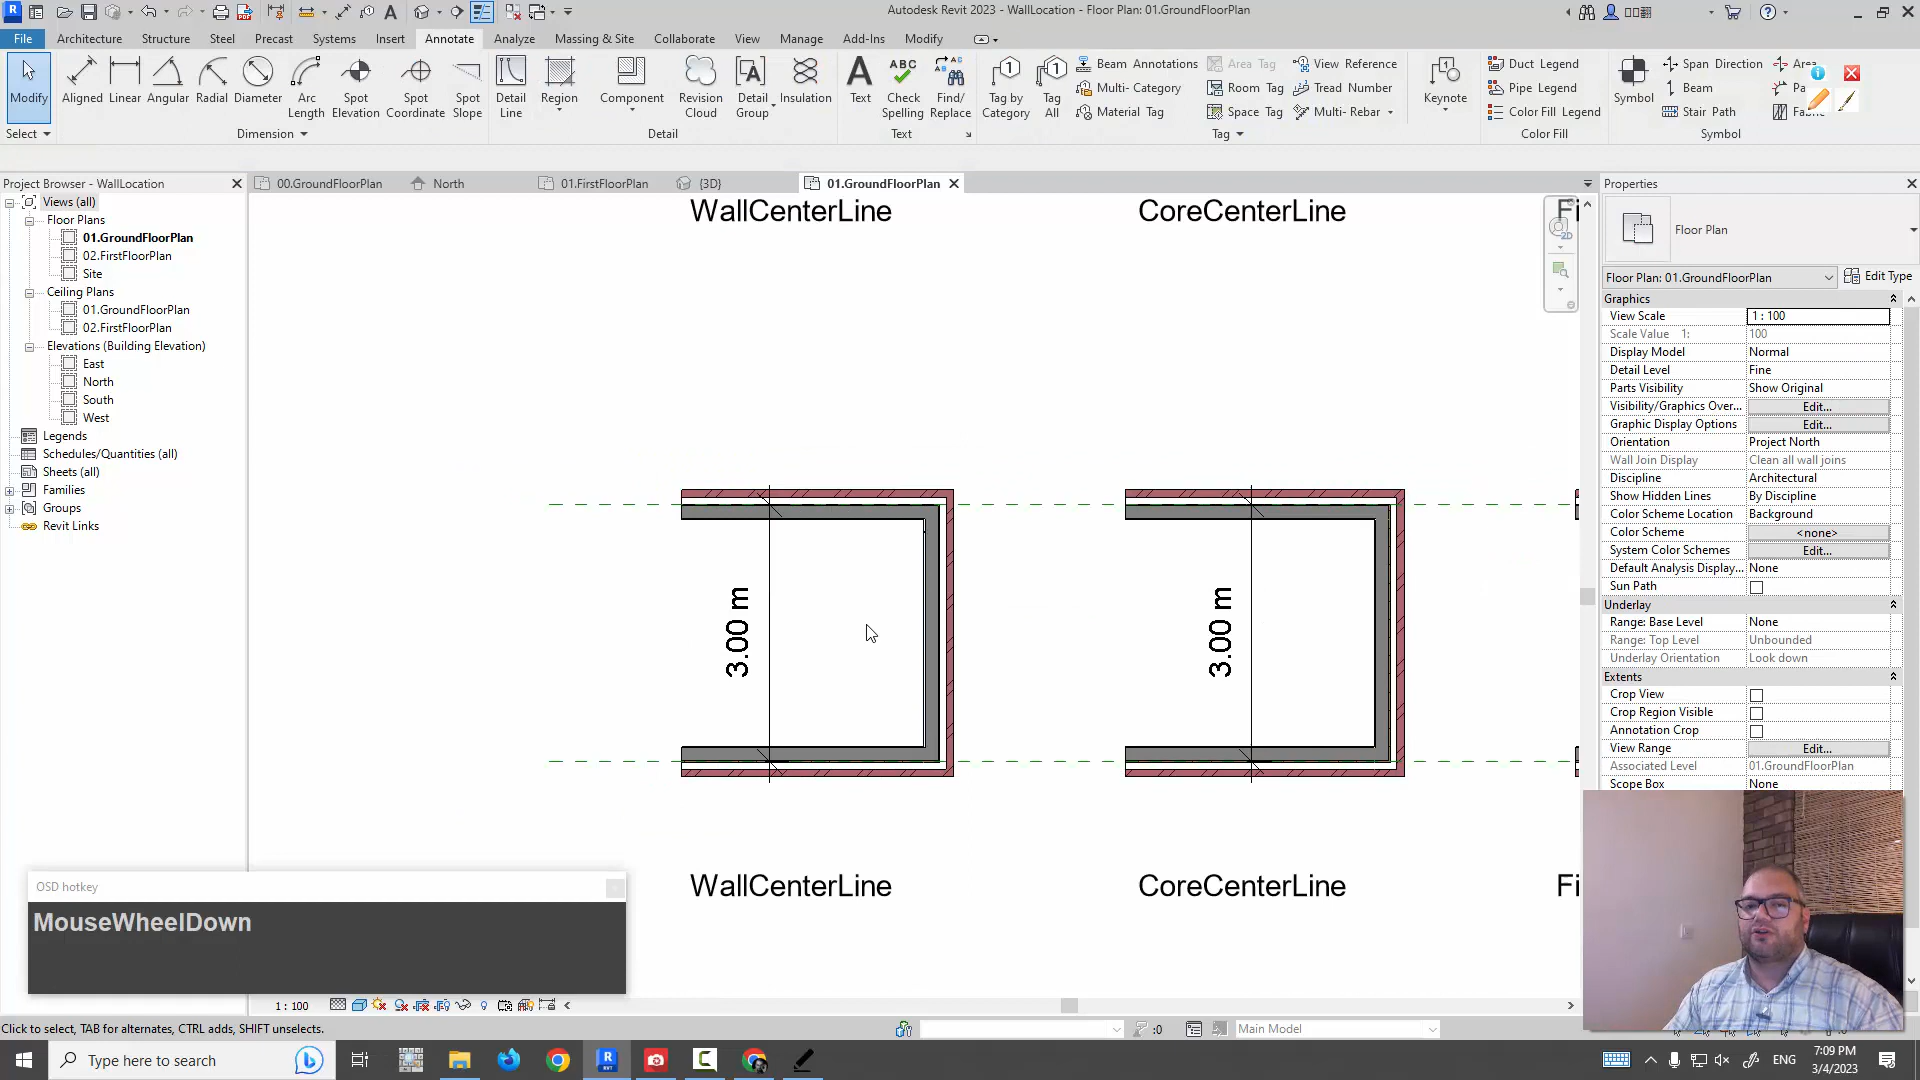 Autodesk Revit 2023 - WallLocation - Floor Plan: 01.GroundFloorPlan
File Architecture Structure Steel Precast Systems Insert Annotate Analyze Massing & Site Collaborate View Manage Add-Ins Modify
Modify Aligned Linear Angular Radial Diameter Arc Length Spot Elevation Spot Coordinate Spot Slope
Detail Line Region Component Revision Cloud Detail Group Insulation
Text Check Spelling Find/ Replace
Tag by Category Tag All
Beam Annotations Area Tag View Reference
Multi- Category Room Tag Tread Number
Material Tag Space Tag Multi- Rebar
Keynote
Duct Legend
Pipe Legend
Color Fill Legend
Symbol
Span Direction
Beam
Stair Path
Select Dimension Detail Text Tag Color Fill Symbol
Project Browser - WallLocation
00.GroundFloorPlan North 01.FirstFloorPlan {3D} 01.GroundFloorPlan
Views (all)
Floor Plans
01.GroundFloorPlan
02.FirstFloorPlan
Site
Ceiling Plans
01.GroundFloorPlan
02.FirstFloorPlan
Elevations (Building Elevation)
East
North
South
West
Legends
Schedules/Quantities (all)
Sheets (all)
Families
Groups
Revit Links
WallCenterLine CoreCenterLine Fi
2D
3.00 m 3.00 m
WallCenterLine CoreCenterLine Fi
Properties
Floor Plan
Floor Plan: 01.GroundFloorPlan Edit Type
Graphics
View Scale 1 : 100
Scale Value 1: 100
Display Model Normal
Detail Level Fine
Parts Visibility Show Original
Visibility/Graphics Over... Edit...
Graphic Display Options Edit...
Orientation Project North
Wall Join Display Clean all wall joins
Discipline Architectural
Show Hidden Lines By Discipline
Color Scheme Location Background
Color Scheme <none>
System Color Schemes Edit...
Default Analysis Display... None
Sun Path
Underlay
Range: Base Level None
Range: Top Level Unbounded
Underlay Orientation Look down
Extents
Crop View
Crop Region Visible
Annotation Crop
View Range Edit...
Associated Level 01.GroundFloorPlan
Scope Box None
OSD hotkey
MouseWheelDown
1 : 100
Click to select, TAB for alternates, CTRL adds, SHIFT unselects.
:0 Main Model
Type here to search
ENG
7:09 PM
3/4/2023